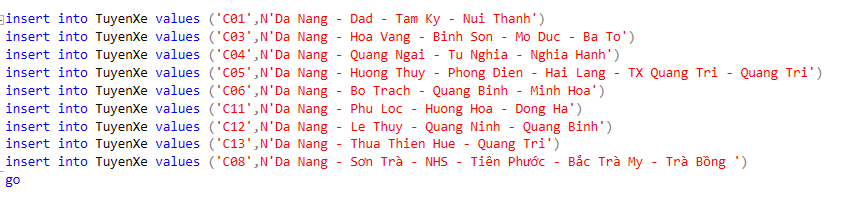 insert into TuyenXe values ('C01',N'Da Nang - Dad - Tam Ky - Nui Thanh')
insert into TuyenXe values ('C03',N'Da Nang - Hoa Vang - Binh Son - Mo Duc - Ba To')
insert into TuyenXe values ('C04',N'Da Nang - Quang Ngai - Tu Nghia - Nghia Hanh')
insert into TuyenXe values ('C05',N'Da Nang - Huong Thuy - Phong Dien - Hai Lang - TX Quang Tri - Quang Tri')
insert into TuyenXe values ('C06',N'Da Nang - Bo Trach - Quang Binh - Minh Hoa')
insert into TuyenXe values ('C11',N'Da Nang - Phu Loc - Huong Hoa - Dong Ha')
insert into TuyenXe values ('C12',N'Da Nang - Le Thuy - Quang Ninh - Quang Binh')
insert into TuyenXe values ('C13',N'Da Nang - Thua Thien Hue - Quang Tri')
insert into TuyenXe values ('C08',N'Da Nang - Sơn Trà - NHS - Tiên Phước - Bắc Trà My - Trà Bồng ')
go